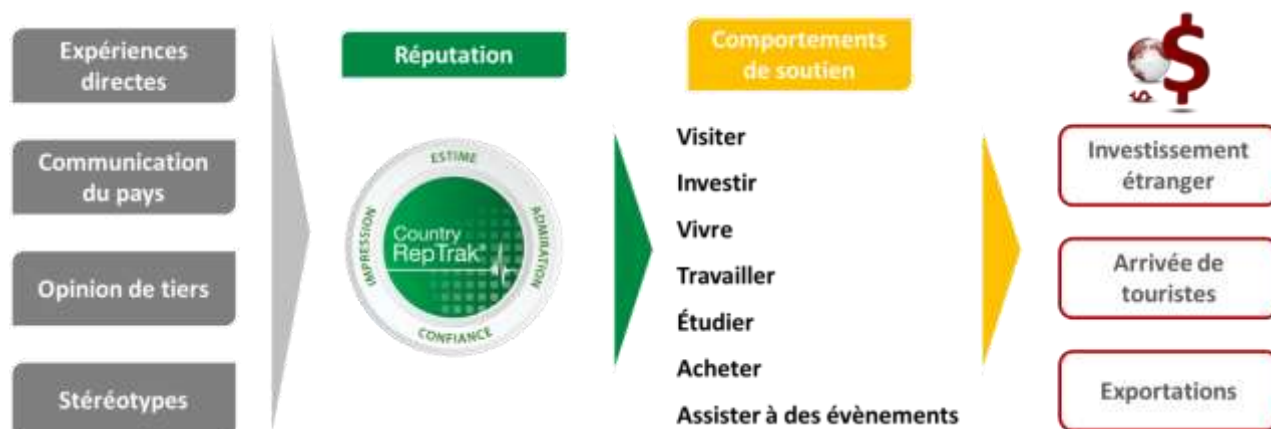 Expériences
directes
Communication
du pays
Opinion de tiers
Stéréotypes
Réputation
ESTIME
ADMIRATION
CONFIANCE
IMPRESSION
Country
RepTrak®
Comportements
de soutien
Visiter
Investir
Vivre
Travailler
Étudier
Acheter
Assister à des évènements
$
$
Investissement
étranger
Arrivée de
touristes
Exportations